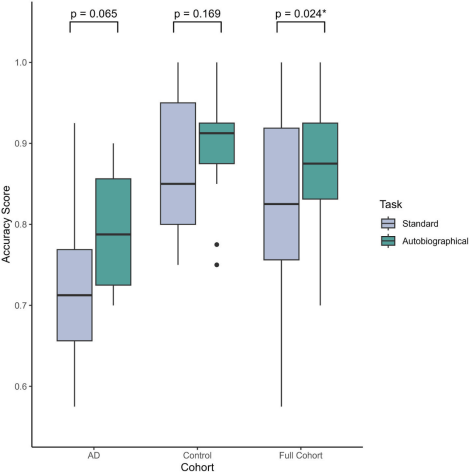 p = 0.065 p = 0.169 p = 0.024*
1.0
0.9
0.8
0.7
0.6
Accuracy Score
Task
Standard
Autobiographical
AD Control Full Cohort
Cohort